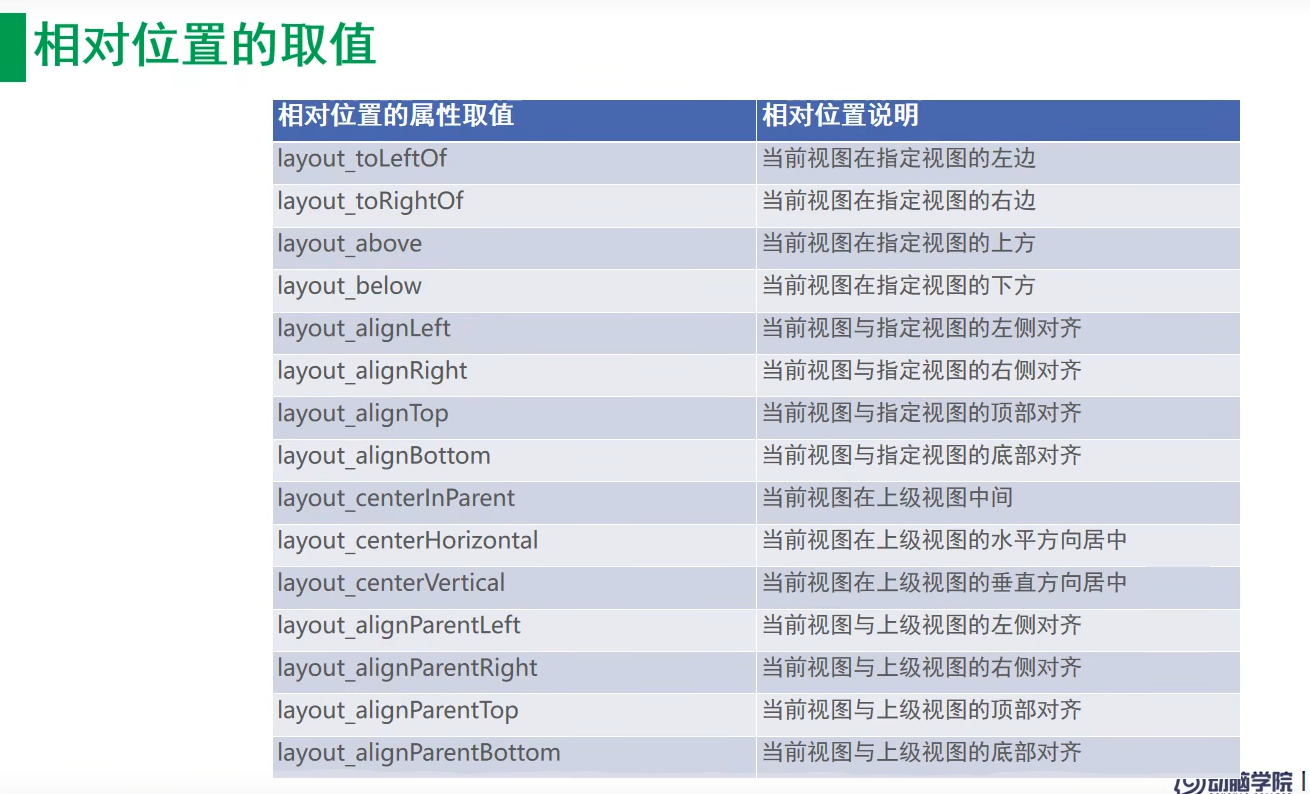 相对位置的取值
相对位置的属性取值 相对位置说明
layout_toLeftOf 当前视图在指定视图的左边
layout_toRightOf 当前视图在指定视图的右边
layout_above 当前视图在指定视图的上方
layout_below 当前视图在指定视图的下方
layout_alignLeft 当前视图与指定视图的左侧对齐
layout_alignRight 当前视图与指定视图的右侧对齐
layout_alignTop 当前视图与指定视图的顶部对齐
layout_alignBottom 当前视图与指定视图的底部对齐
layout_centerInParent 当前视图在上级视图中间
layout_centerHorizontal 当前视图在上级视图的水平方向居中
layout_centerVertical 当前视图在上级视图的垂直方向居中
layout_alignParentLeft 当前视图与上级视图的左侧对齐
layout_alignParentRight 当前视图与上级视图的右侧对齐
layout_alignParentTop 当前视图与上级视图的顶部对齐
layout_alignParentBottom 当前视图与上级视图的底部对齐
动脑学院